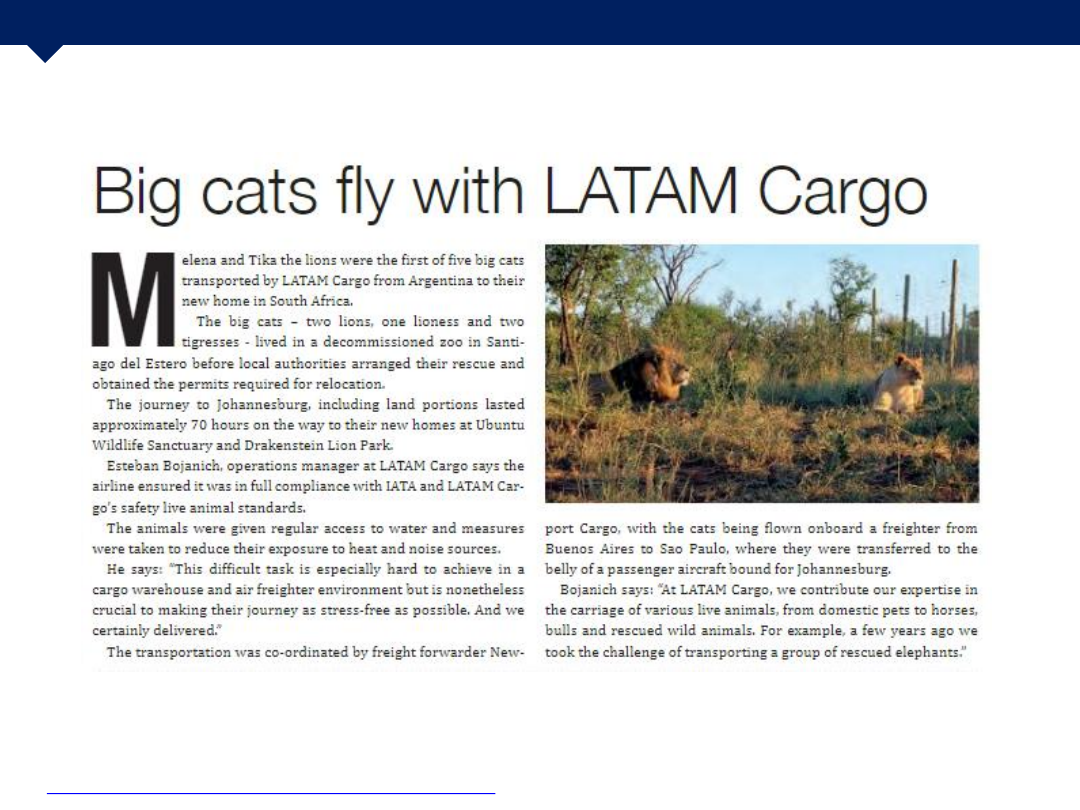 Big cats fly with LATAM Cargo
Melena and Tika the lions were the first of five big cats
transported by LATAM Cargo from Argentina to their
new home in South Africa.
The big cats – two lions, one lioness and two
tigresses - lived in a decommissioned zoo in Santi-
ago del Estero before local authorities arranged their rescue and
obtained the permits required for relocation.
The journey to Johannesburg, including land portions lasted
approximately 70 hours on the way to their new homes at Ubuntu
Wildlife Sanctuary and Drakenstein Lion Park.
Esteban Bojanich, operations manager at LATAM Cargo says the
airline ensured it was in full compliance with IATA and LATAM Car-
go's safety live animal standards.
The animals were given regular access to water and measures
were taken to reduce their exposure to heat and noise sources.
He says: “This difficult task is especially hard to achieve in a
cargo warehouse and air freighter environment but is nonetheless
crucial to making their journey as stress-free as possible. And we
certainly delivered.”
The transportation was co-ordinated by freight forwarder New-
port Cargo, with the cats being flown onboard a freighter from
Buenos Aires to Sao Paulo, where they were transferred to the
belly of a passenger aircraft bound for Johannesburg.
Bojanich says: “At LATAM Cargo, we contribute our expertise in
the carriage of various live animals, from domestic pets to horses,
bulls and rescued wild animals. For example, a few years ago we
took the challenge of transporting a group of rescued elephants.”